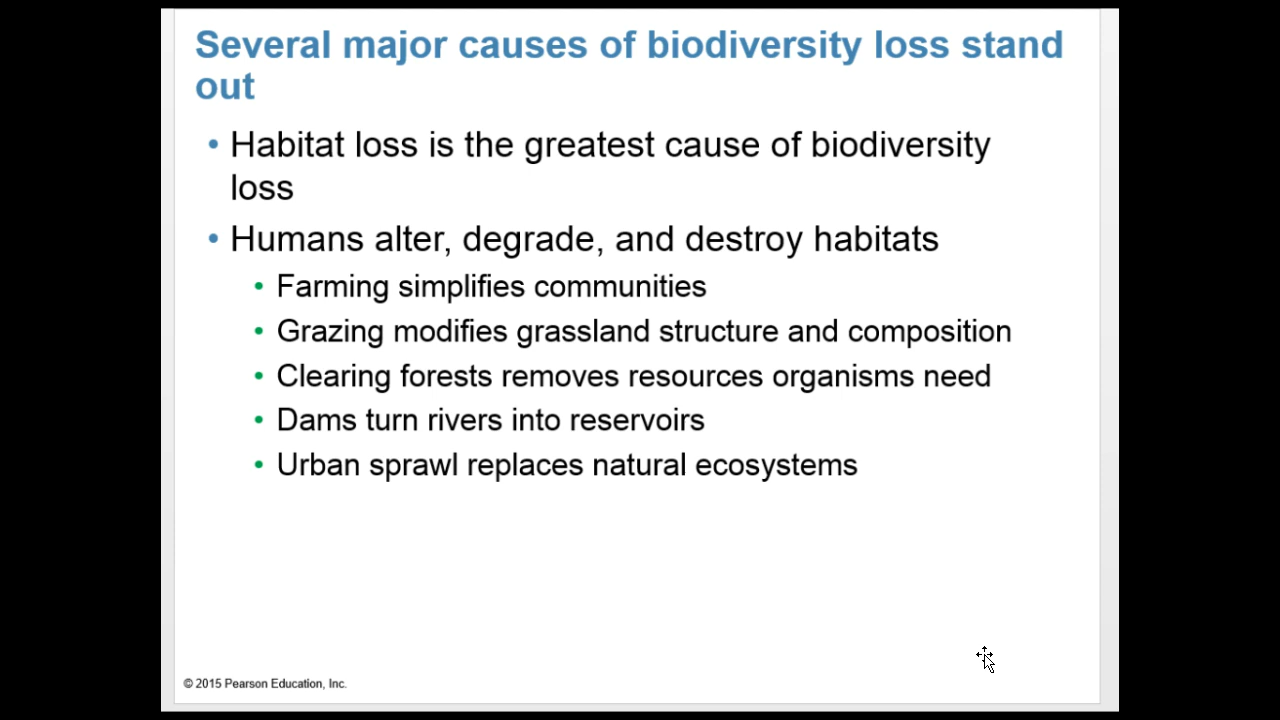 Several major causes of biodiversity loss stand
out
• Habitat loss is the greatest cause of biodiversity
loss
• Humans alter, degrade, and destroy habitats
• Farming simplifies communities
• Grazing modifies grassland structure and composition
• Clearing forests removes resources organisms need
• Dams turn rivers into reservoirs
• Urban sprawl replaces natural ecosystems
© 2015 Pearson Education, Inc.